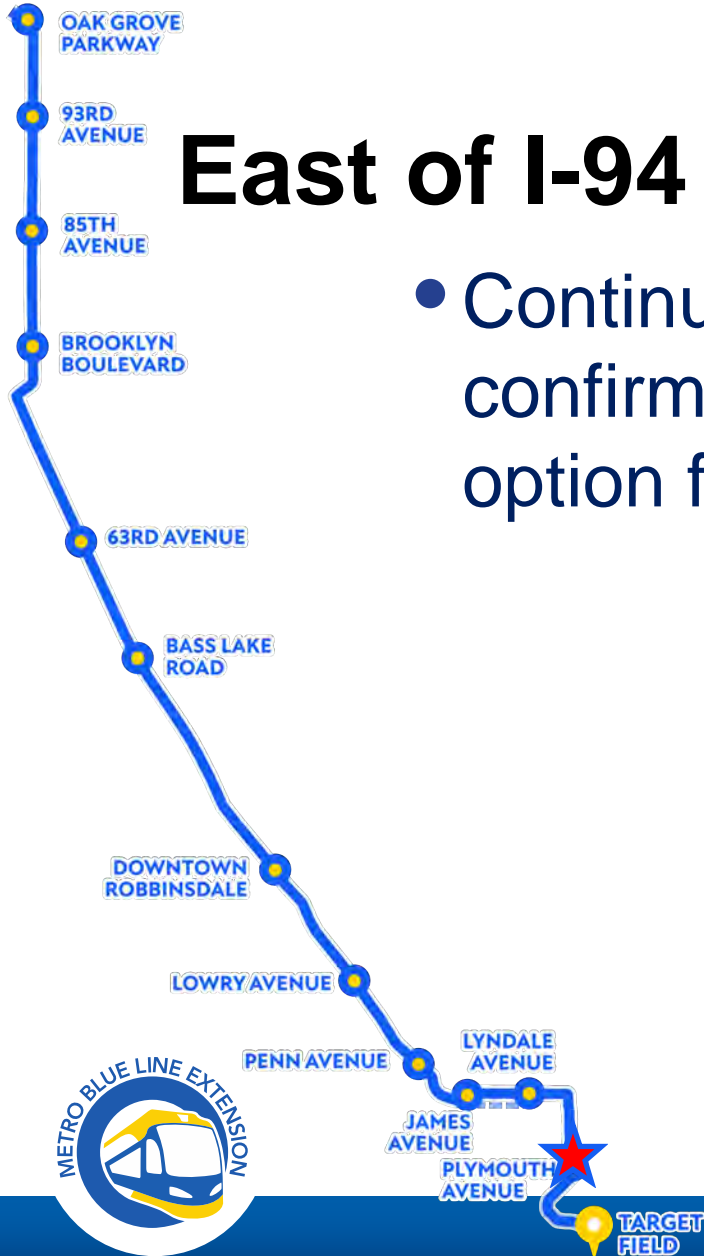 OAK GROVE
PARKWAY
93RD
AVENUE
East of I-94
85TH
AVENUE
BROOKLYN
BOULEVARD
• Continu
confirm
option f
63RD AVENUE
BASS LAKE
ROAD
DOWNTOWN
ROBBINSDALE
LOWRY AVENUE
PENN AVENUE
LYNDALE
AVENUE
JAMES
AVENUE
PLYMOUTH
AVENUE
TARGET
FIELD
METRO BLUE LINE EXTENSION